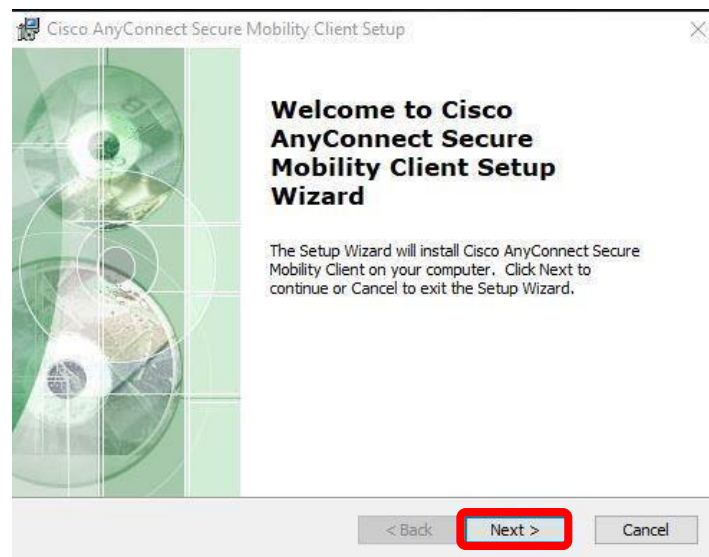 Cisco AnyConnect Secure Mobility Client Setup
Welcome to Cisco
AnyConnect Secure
Mobility Client Setup
Wizard
The Setup Wizard will install Cisco AnyConnect Secure
Mobility Client on your computer. Click Next to
continue or Cancel to exit the Setup Wizard.
< Back Next > Cancel